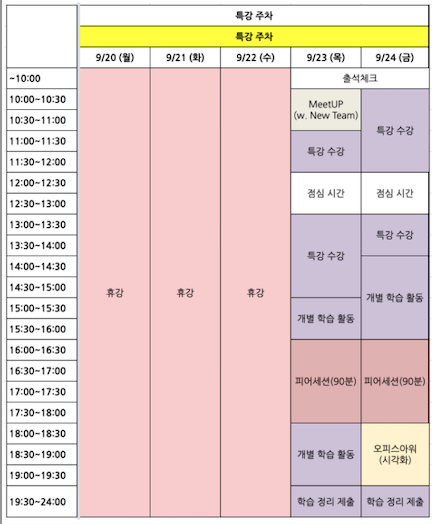 특강 주차
특강 주차
9/20 (월) 9/21 (화) 9/22 (수) 9/23 (목) 9/24 (금)
~10:00 출석체크
10:00~10:30
MeetUP
(w. New Team)
10:30~11:00 특강 수강
11:00~11:30
특강 수강
11:30~12:00
12:00~12:30
점심 시간 점심 시간
12:30~13:00
13:00~13:30
특강 수강
13:30~14:00
특강 수강
14:00~14:30
14:30~15:00
휴강 휴강 휴강
개별 학습 활동
15:00~15:30
개별 학습 활동
15:30~16:00
16:00~16:30
16:30~17:00
피어세션(90분) 피어세션(90분)
17:00~17:30
17:30~18:00
18:00~18:30
개별 학습 활동
오피스아워
(시각화)
18:30~19:00
19:00~19:30
19:30~24:00 학습 정리 제출 학습 정리 제출